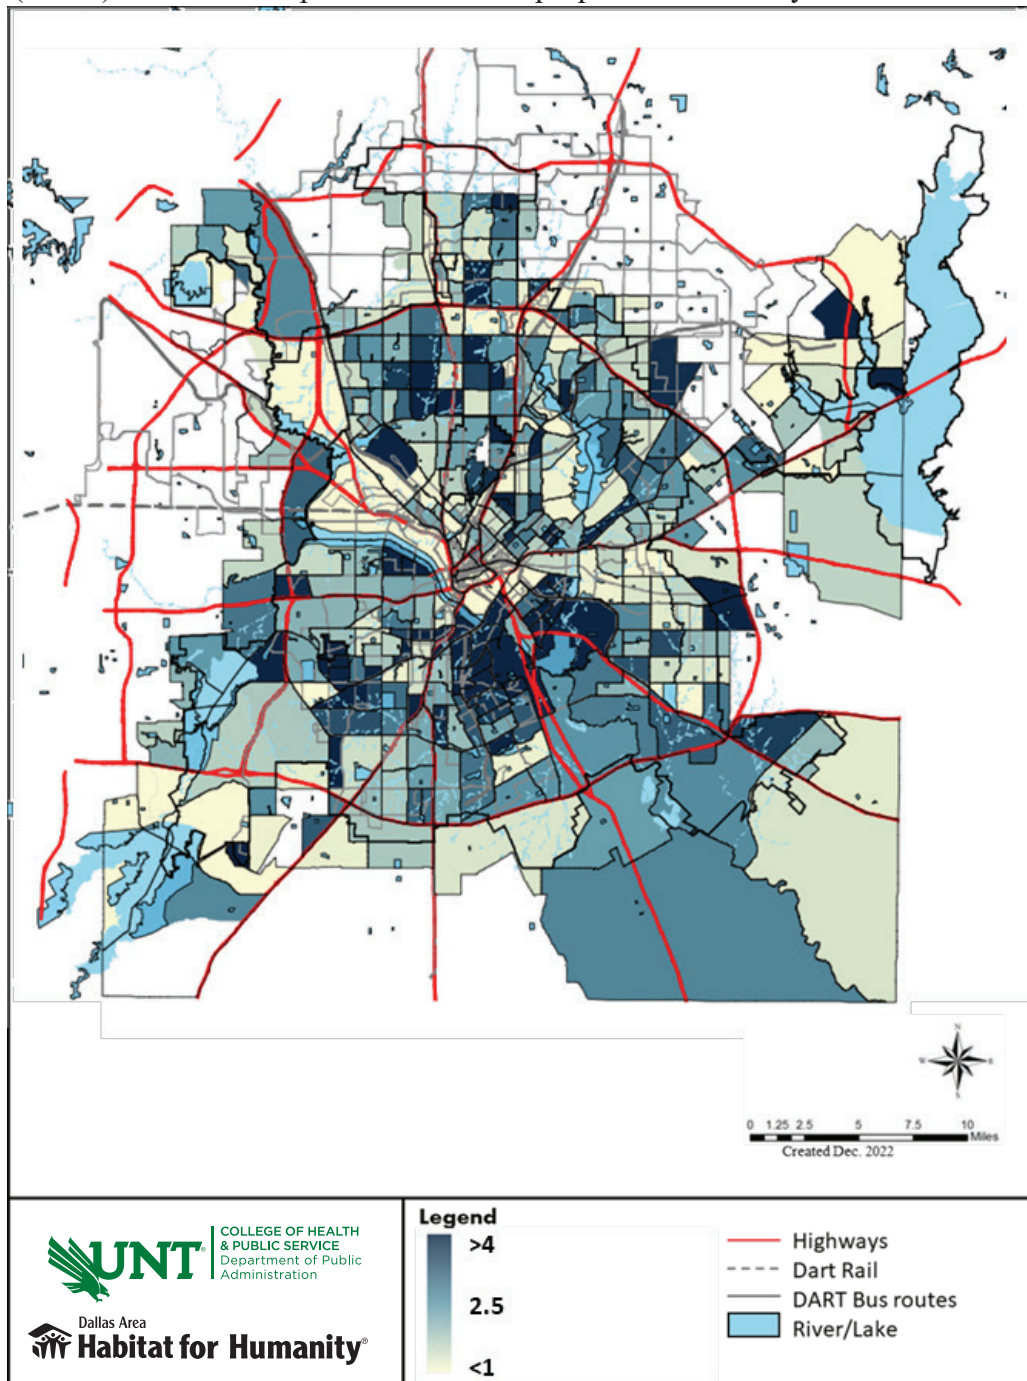 N
W
E
S
0 1.25 2.5 5 7.5 10
Miles
Created Dec. 2022
UNT®
COLLEGE OF HEALTH
& PUBLIC SERVICE
Department of Public
Administration
Dallas Area
Habitat for Humanity®
Legend
>4
2.5
<1
Highways
Dart Rail
DART Bus routes
River/Lake